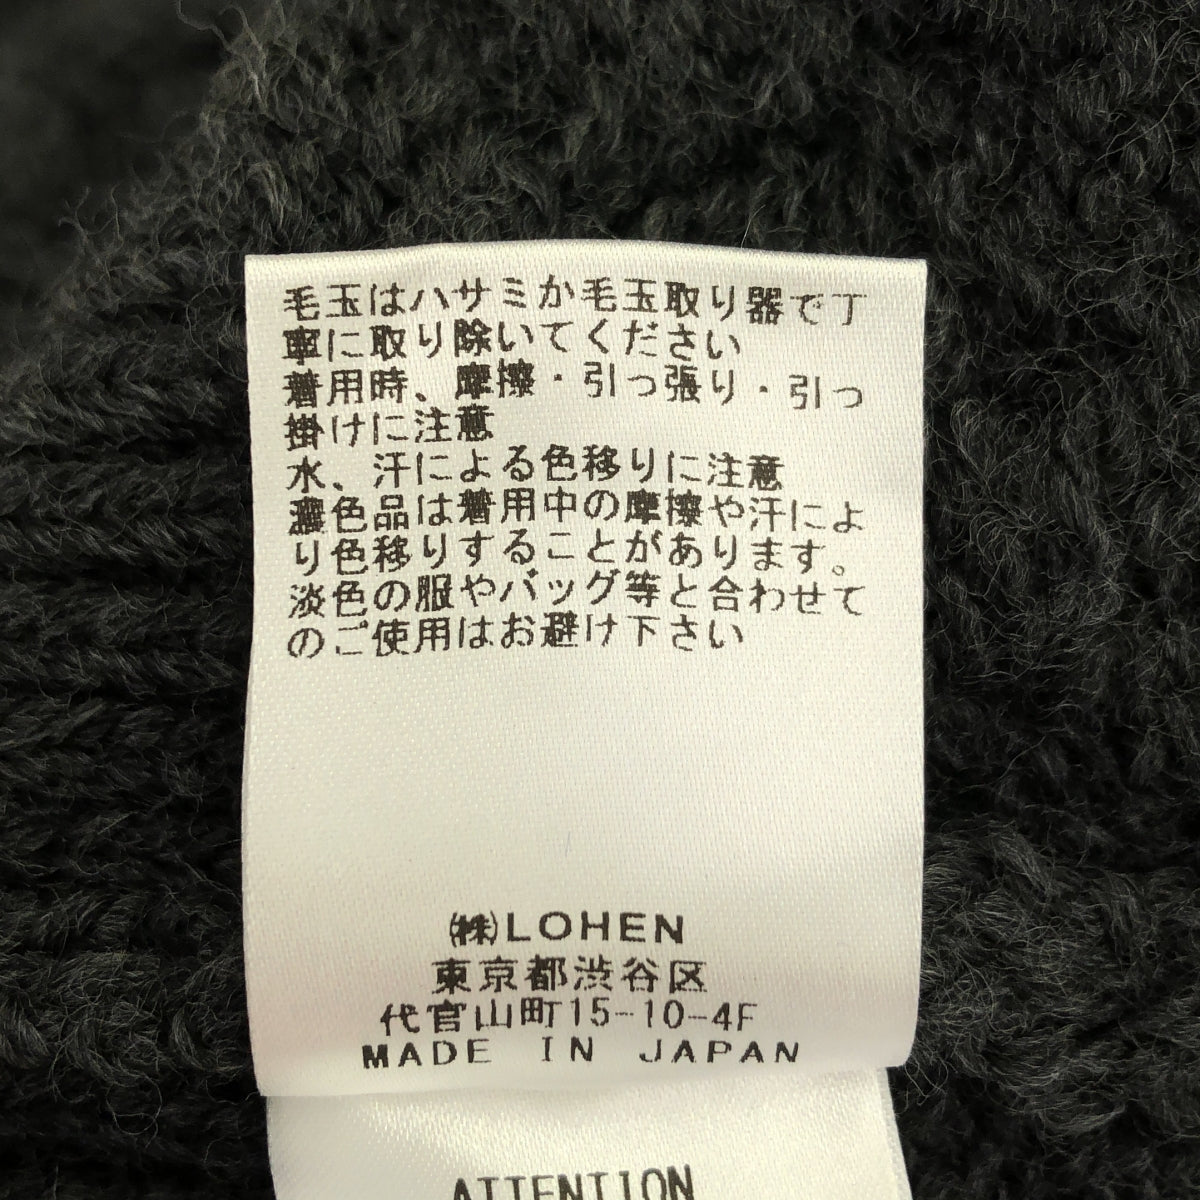 毛玉はハサミか毛玉取り器で丁
寧に取り除いてください
着用時、摩擦・引っ張り・引っ
掛けに注意
水、汗による色移りに注意
濃色品は着用中の摩擦や汗によ
り色移りすることがあります。
淡色の服やバッグ等と合わせて
のご使用はお避け下さい
㈱LOHEN
東京都渋谷区
代官山町15-10-4F
MADE IN JAPAN
ATTENTION